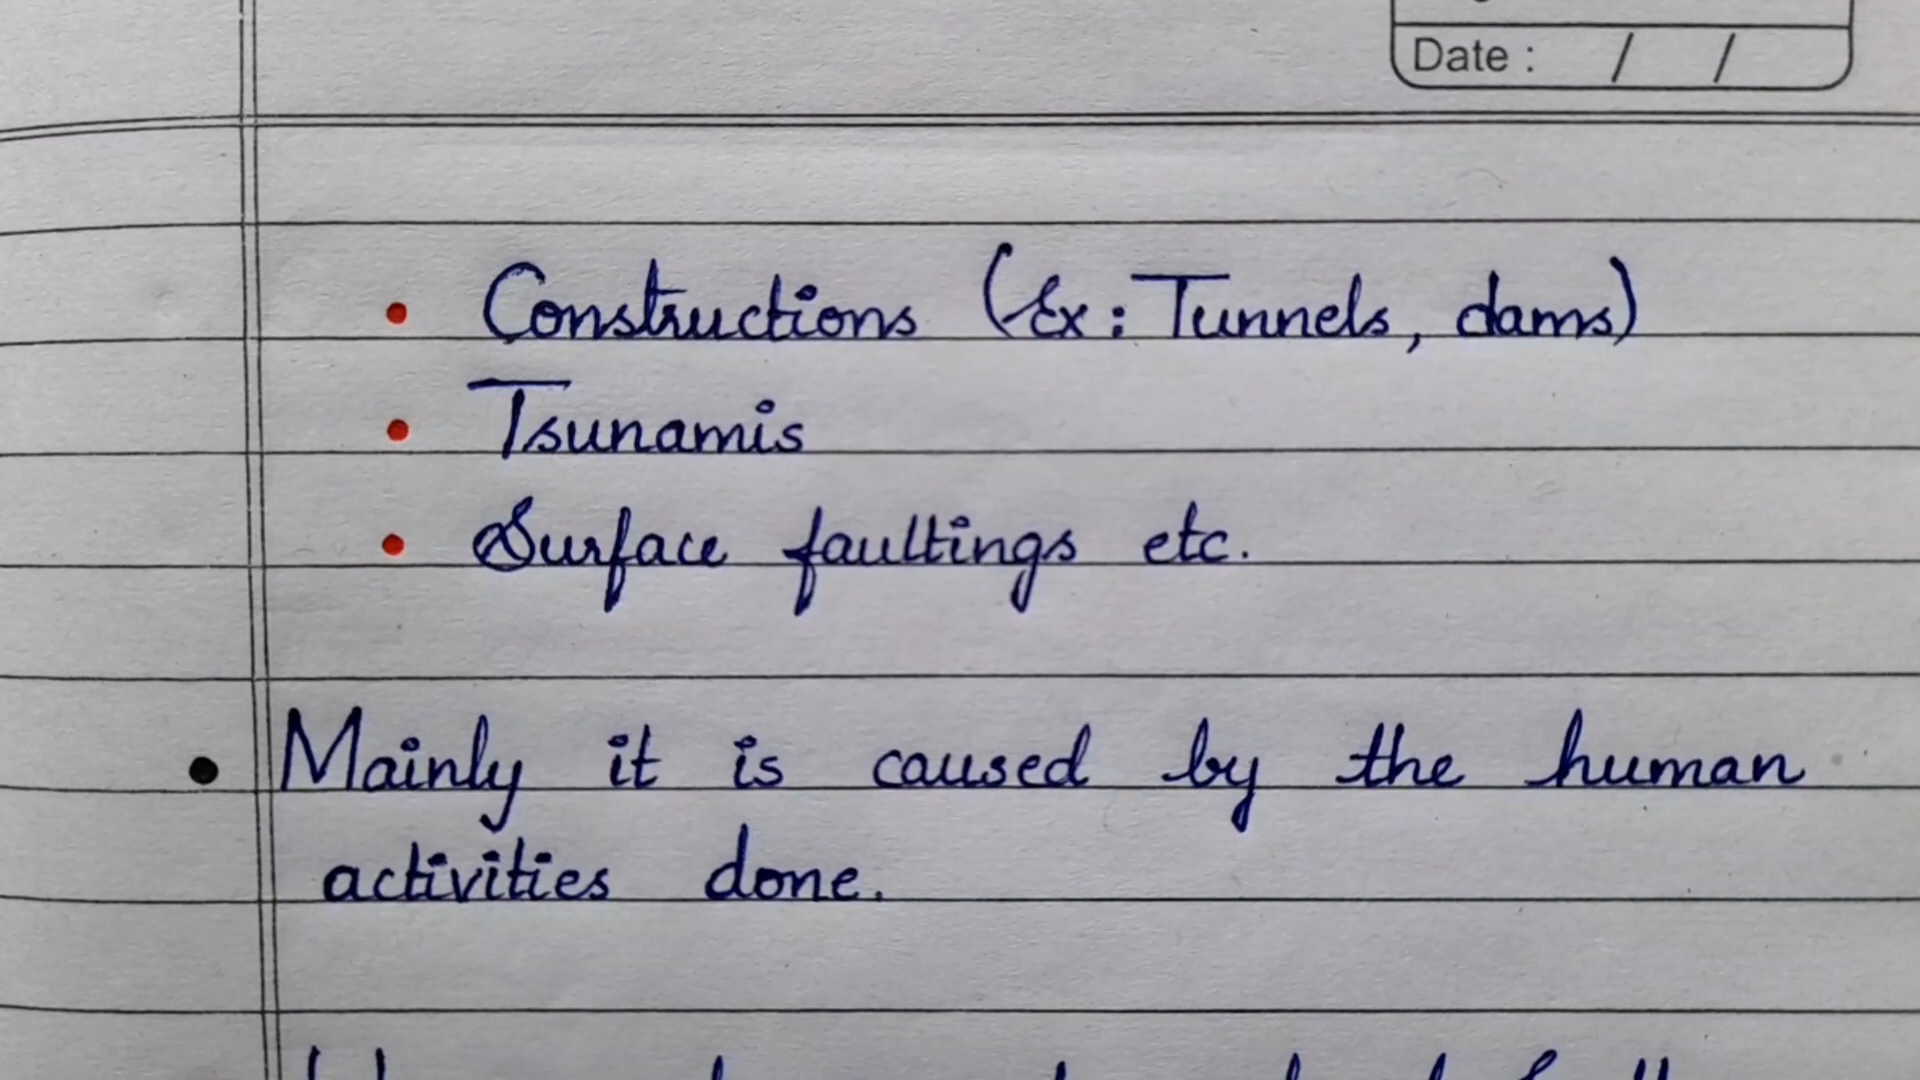 Date : / /
• Constructions (Ex: Tunnels, dams)
• Tsunamis
• Surface faultings etc.
• Mainly it is caused by the human
activities done.